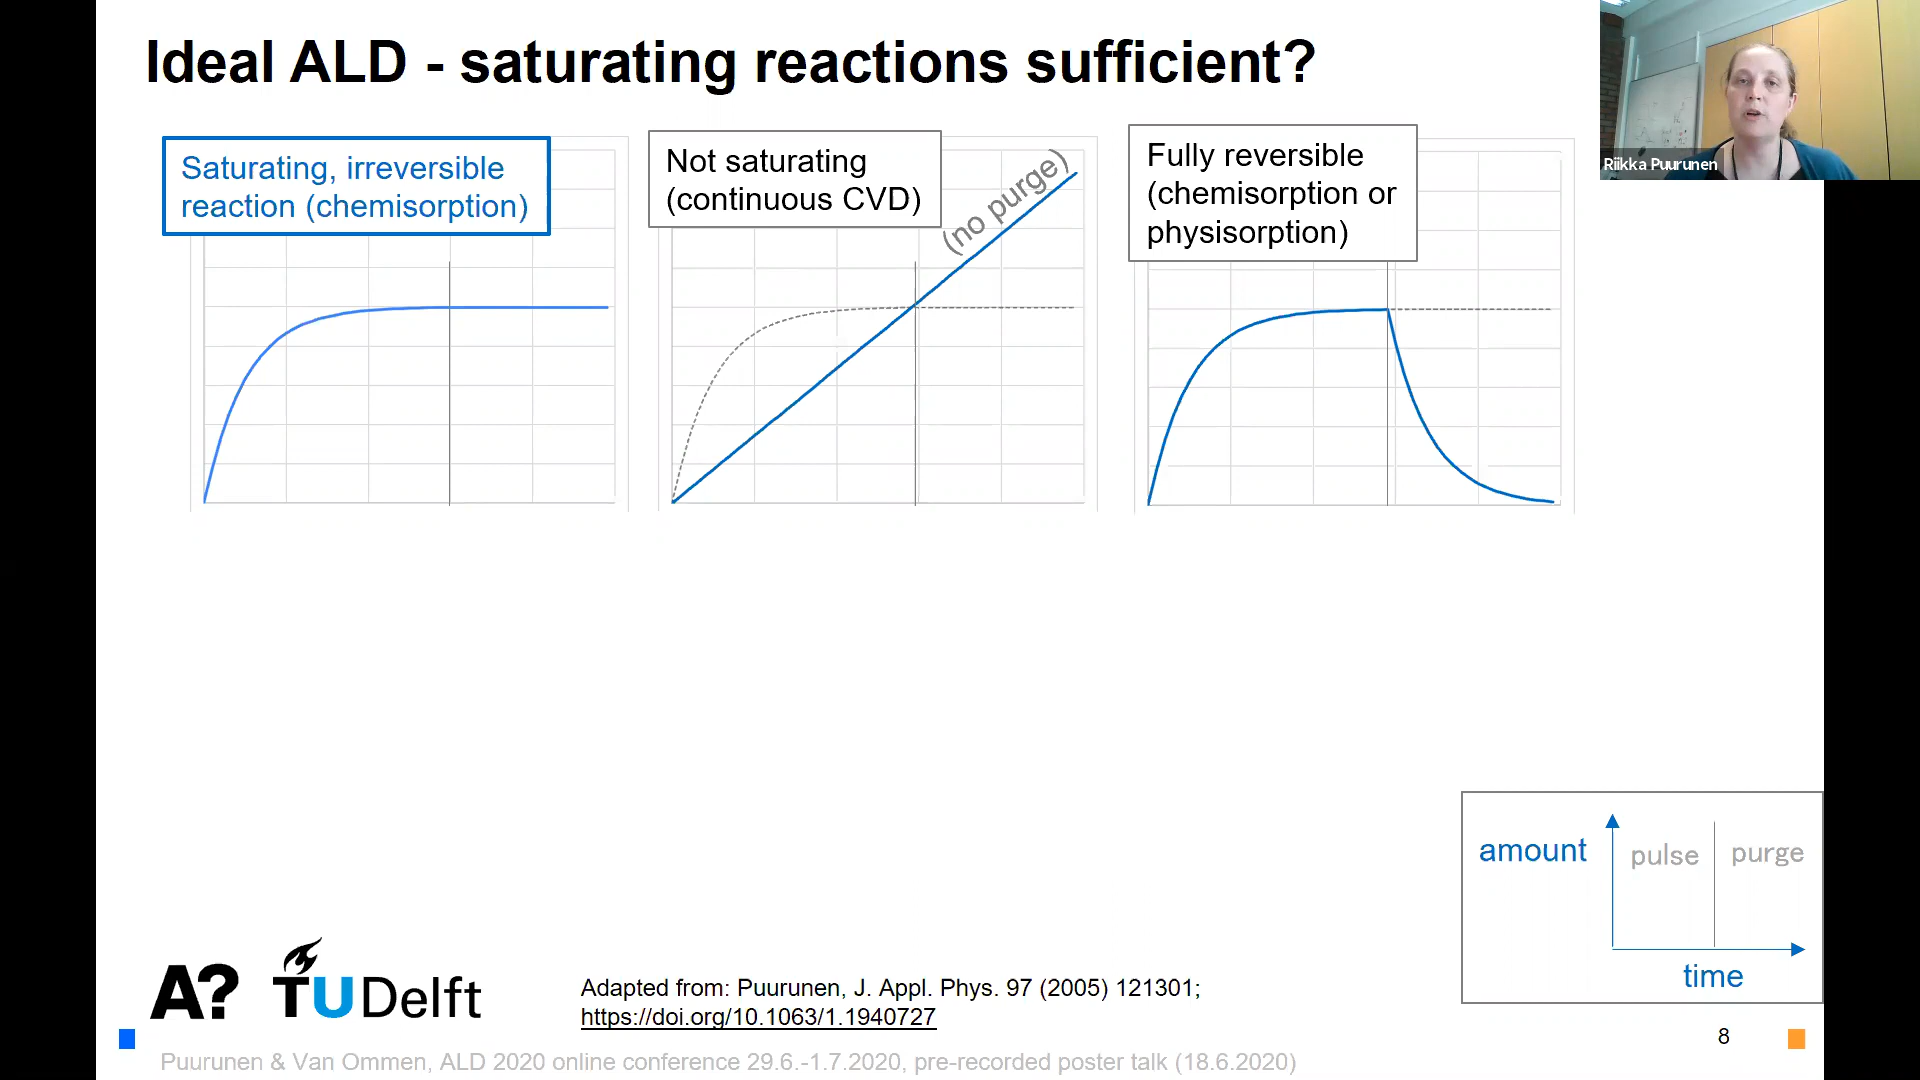 Ideal ALD - saturating reactions sufficient?
Riikka Puurunen
Saturating, irreversible
reaction (chemisorption)
Not saturating
(continuous CVD)
(no purge)
Fully reversible
(chemisorption or
physisorption)
amount
pulse
purge
time
A?
TUDelft
Adapted from: Puurunen, J. Appl. Phys. 97 (2005) 121301;
https://doi.org/10.1063/1.1940727
8
Puurunen & Van Ommen, ALD 2020 online conference 29.6.-1.7.2020, pre-recorded poster talk (18.6.2020)